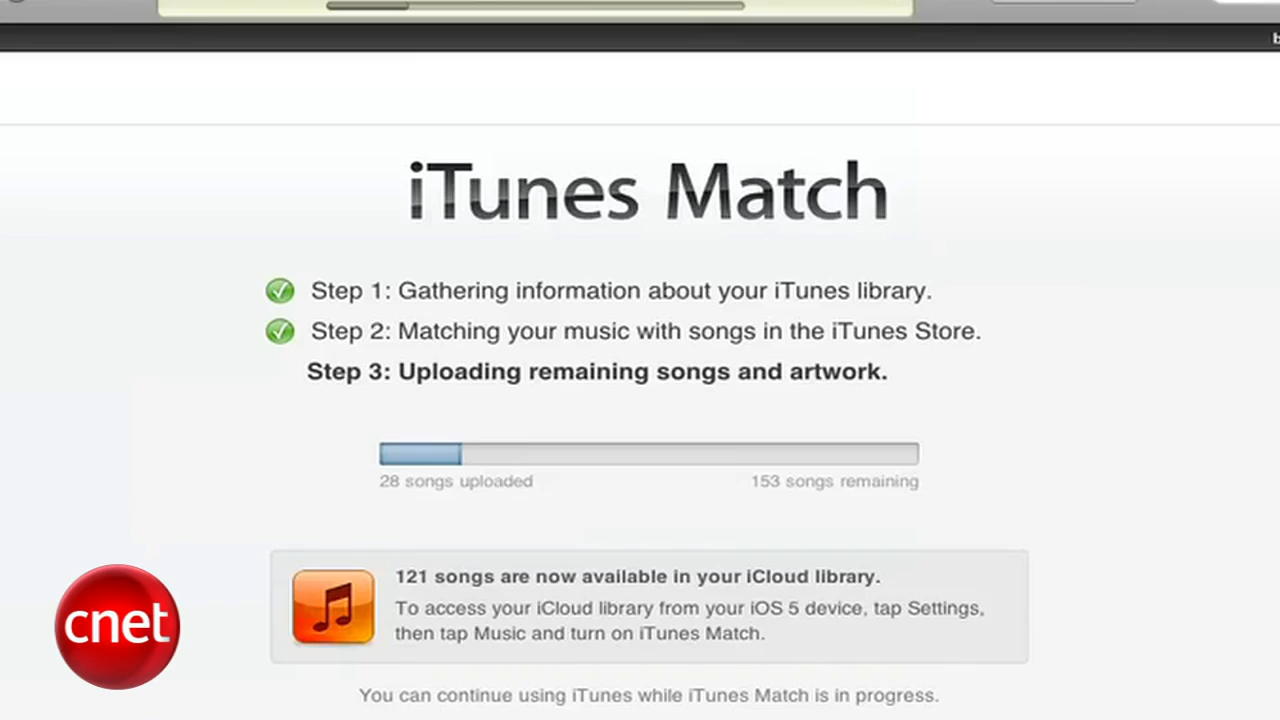 iTunes Match
Step 1: Gathering information about your iTunes library.
Step 2: Matching your music with songs in the iTunes Store.
Step 3: Uploading remaining songs and artwork.
28 songs uploaded
153 songs remaining
121 songs are now available in your iCloud library.
To access your iCloud library from your iOS 5 device, tap Settings,
then tap Music and turn on iTunes Match.
cnet
You can continue using iTunes while iTunes Match is in progress.